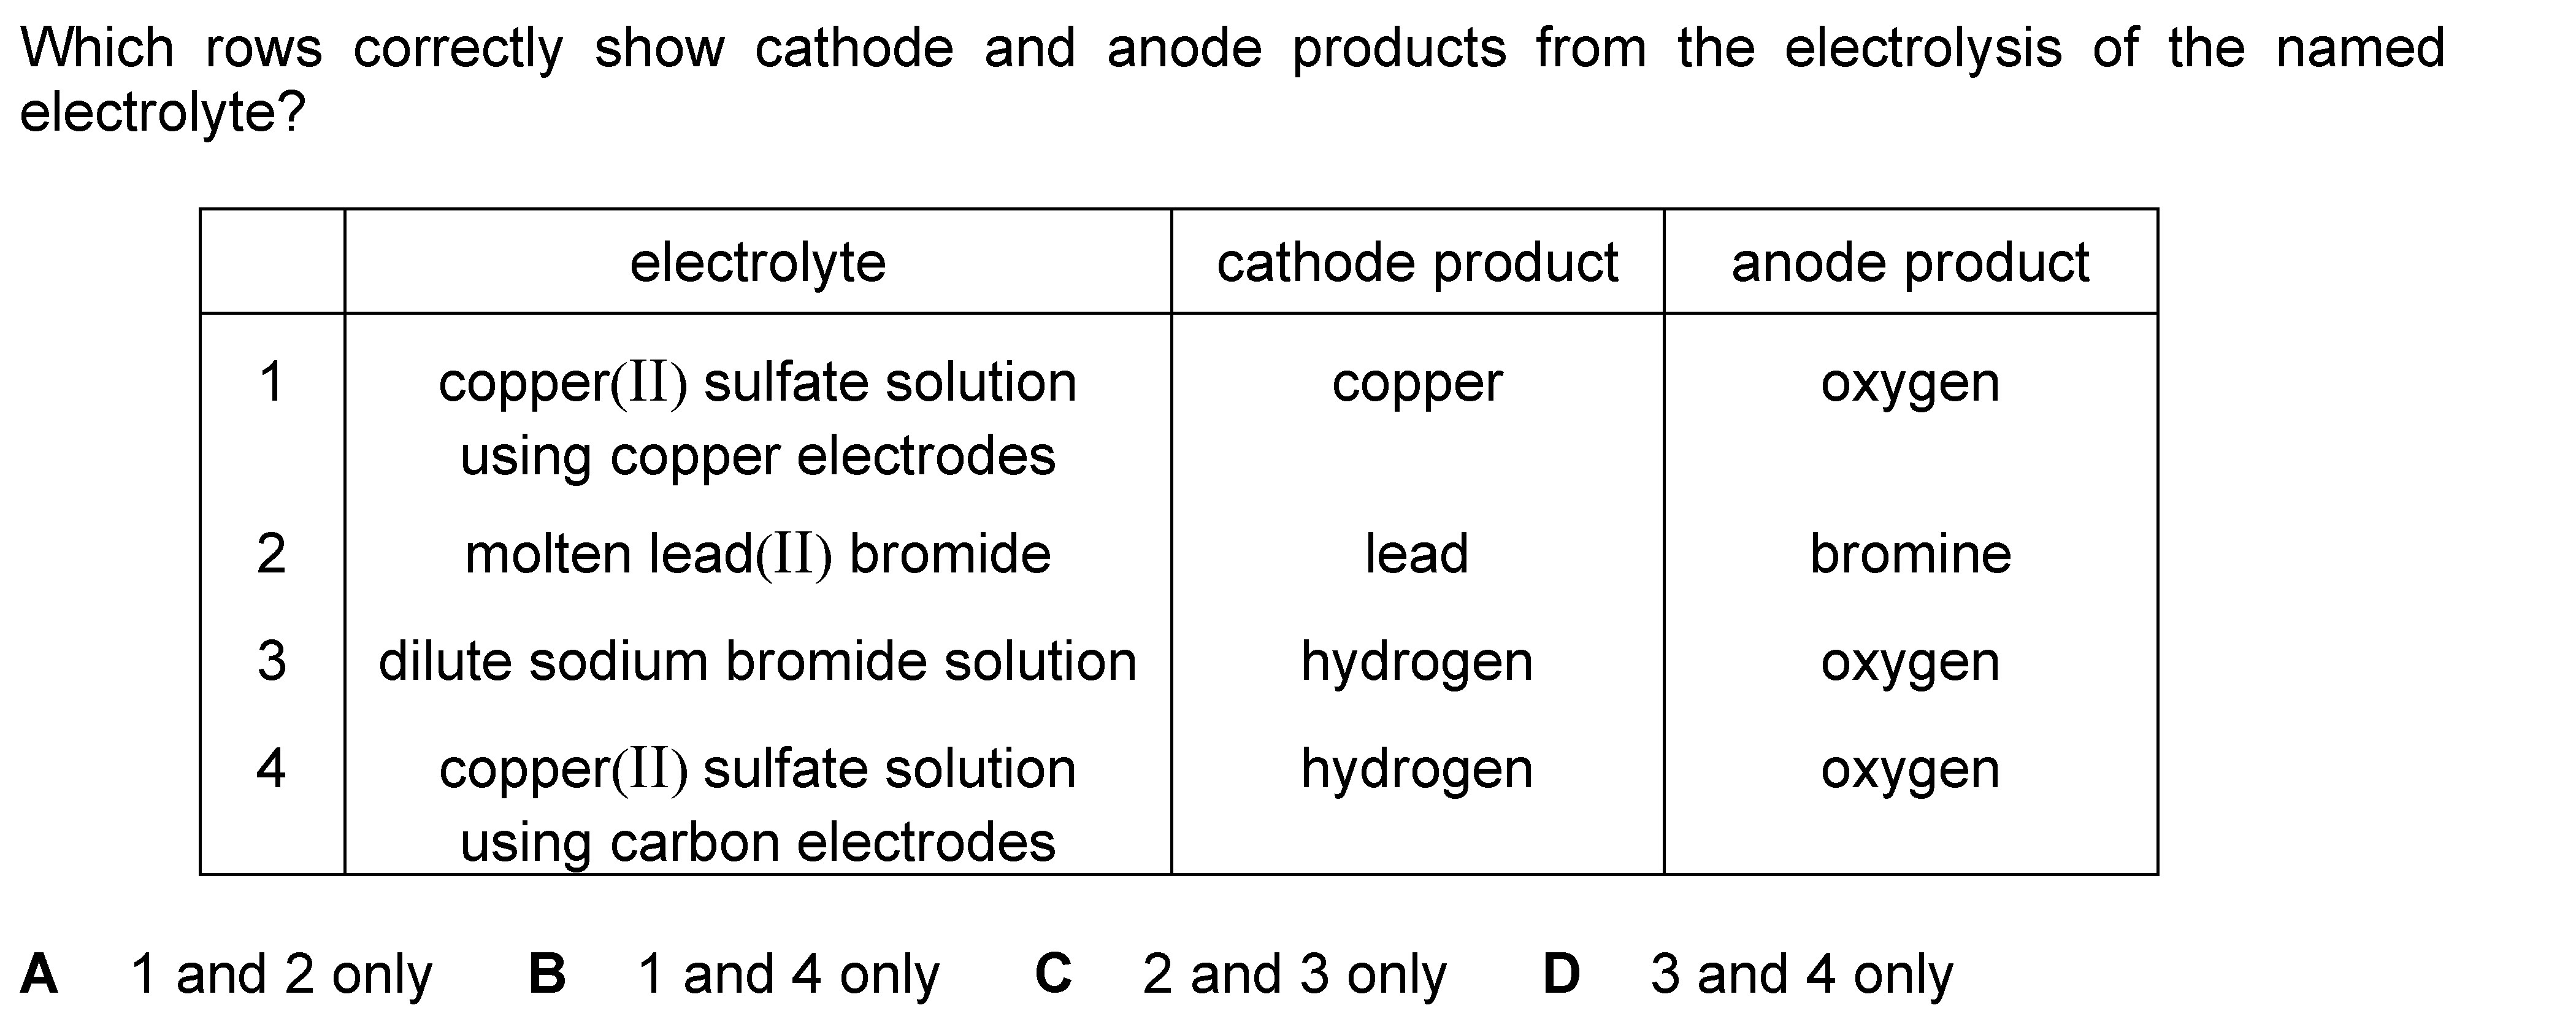 Which rows correctly show cathode and anode products from the electrolysis of the named
electrolyte?
electrolyte cathode product anode product
1 copper(II) sulfate solution copper oxygen
using copper electrodes
2 molten lead(II) bromide lead bromine
3 dilute sodium bromide solution hydrogen oxygen
4 copper(II) sulfate solution hydrogen oxygen
using carbon electrodes
A 1 and 2 only B 1 and 4 only C 2 and 3 only D 3 and 4 only